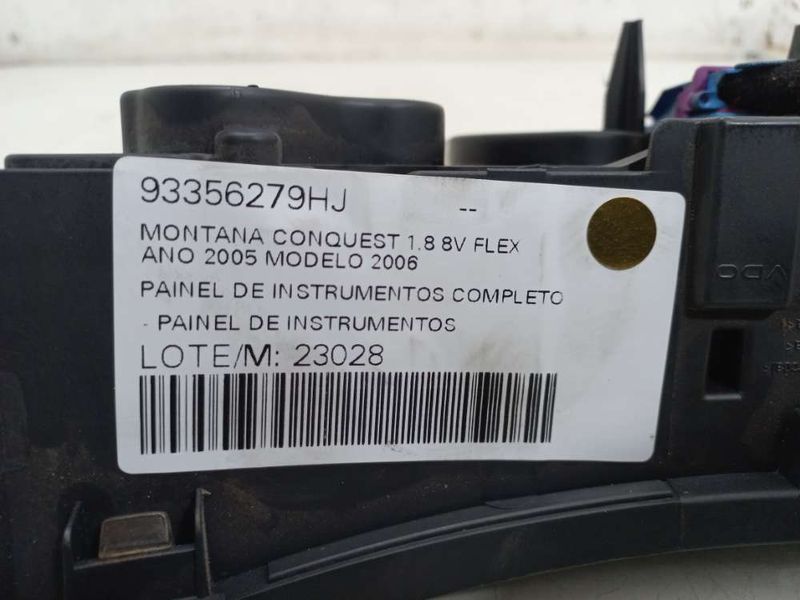 93356279HJ
--
MONTANA CONQUEST 1.8 8V FLEX
ANO 2005 MODELO 2006
PAINEL DE INSTRUMENTOS COMPLETO
- PAINEL DE INSTRUMENTOS
LOTE/M: 23028
VDO